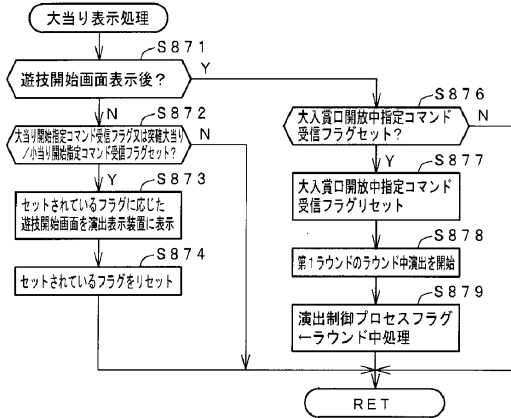 大当り表示処理
S871
遊技開始画面表示後？
Y
N
S872
大当り開始指定コマンド受信フラグ又は突確大当り
／小当り開始指定コマンド受信フラグセット？
N
Y
S873
セットされているフラグに応じた
遊技開始画面を演出表示装置に表示
S874
セットされているフラグをリセット
S876
大入賞口開放中指定コマンド
受信フラグセット？
N
Y
S877
大入賞口開放中指定コマンド
受信フラグリセット
S878
第１ラウンドのラウンド中演出を開始
S879
演出制御プロセスフラグ
←ラウンド中処理
RET